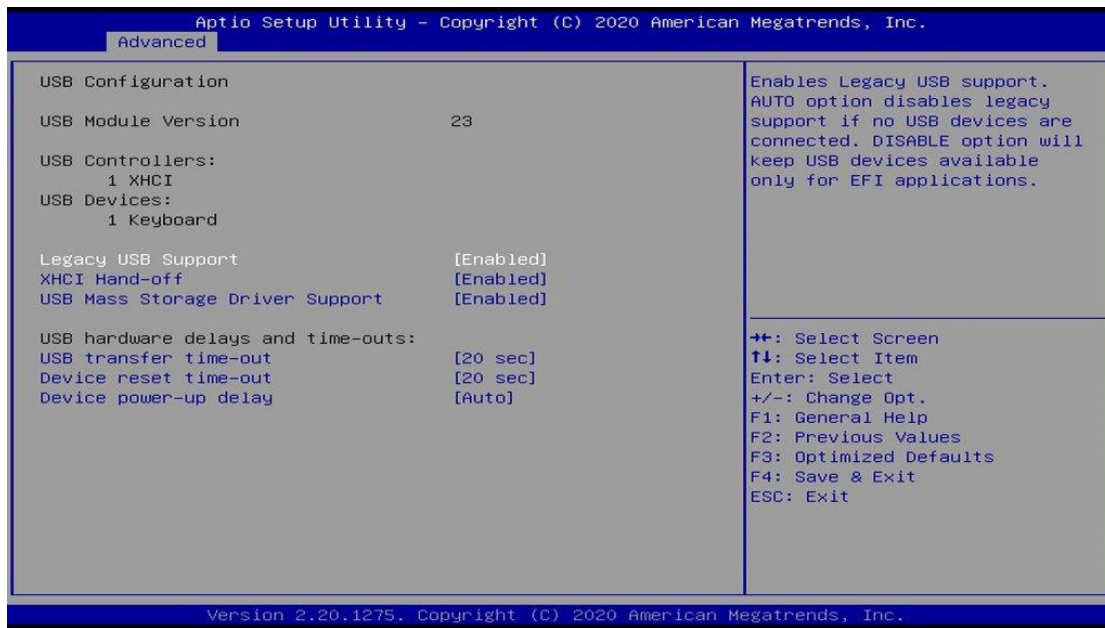 Aptio Setup Utility – Copyright (C) 2020 American Megatrends, Inc.
Advanced
USB Configuration
USB Module Version 23
USB Controllers:
1 XHCI
USB Devices:
1 Keyboard
Legacy USB Support [Enabled]
XHCI Hand-off [Enabled]
USB Mass Storage Driver Support [Enabled]
USB hardware delays and time-outs:
USB transfer time-out [20 sec]
Device reset time-out [20 sec]
Device power-up delay [Auto]
Enables Legacy USB support.
AUTO option disables legacy
support if no USB devices are
connected. DISABLE option will
keep USB devices available
only for EFI applications.
→←: Select Screen
↑↓: Select Item
Enter: Select
+/-: Change Opt.
F1: General Help
F2: Previous Values
F3: Optimized Defaults
F4: Save & Exit
ESC: Exit
Version 2.20.1275. Copyright (C) 2020 American Megatrends, Inc.